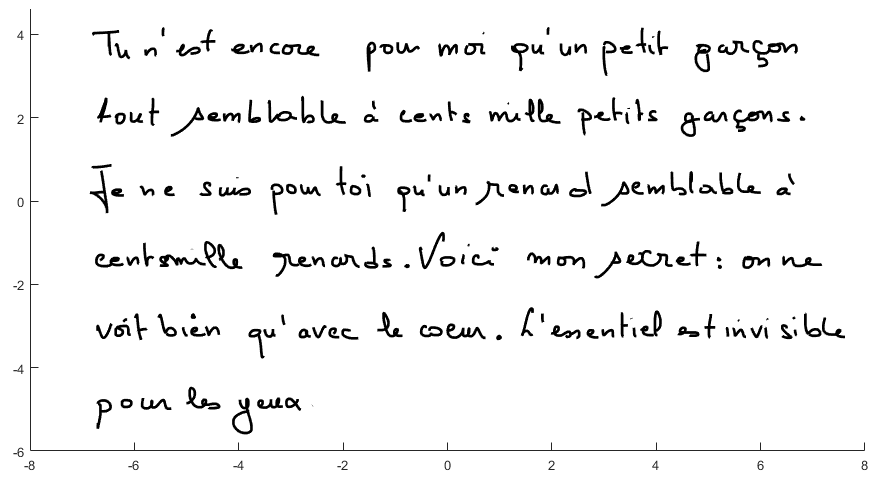 Tu n'est encore pour moi qu'un petit garçon
tout semblable à cents mille petits garçons.
Je ne suis pour toi qu'un renard semblable à
centsmille renards. Voici mon secret : on ne
voit bien qu'avec le coeur. L'essentiel est invisible
pour les yeux
4
2
0
-2
-4
-6
-8 -6 -4 -2 0 2 4 6 8